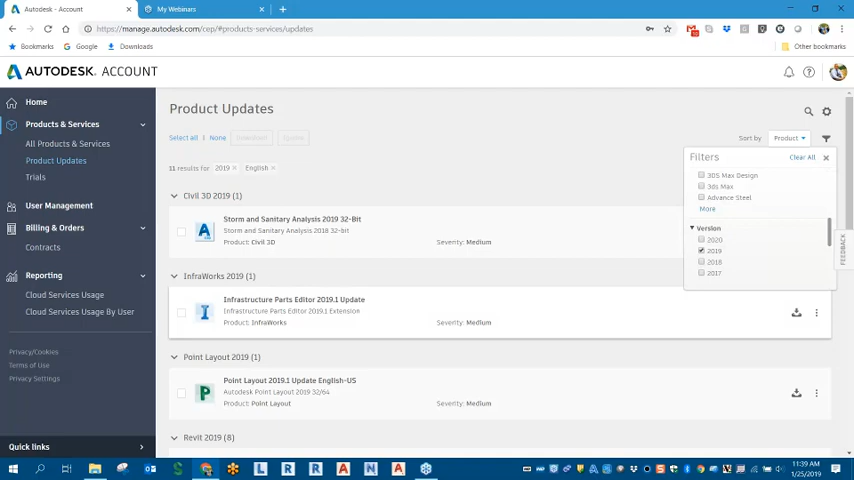 Autodesk - Account
My Webinars
https://manage.autodesk.com/cep/#products-services/updates
Bookmarks
Google
Downloads
Other bookmarks
AUTODESK. ACCOUNT
Home
Products & Services
All Products & Services
Product Updates
Trials
User Management
Billing & Orders
Contracts
Reporting
Cloud Services Usage
Cloud Services Usage By User
Privacy/Cookies
Terms of Use
Privacy Settings
Quick links
Product Updates
Select all | None
Download
Update
Sort by Product
11 results for 2019 × English ×
Civil 3D 2019 (1)
Storm and Sanitary Analysis 2019 32-Bit
Storm and Sanitary Analysis 2018 32-bit
Product: Civil 3D Severity: Medium
InfraWorks 2019 (1)
Infrastructure Parts Editor 2019.1 Update
Infrastructure Parts Editor 2019.1 Extension
Product: InfraWorks Severity: Medium
Point Layout 2019 (1)
Point Layout 2019.1 Update English-US
Autodesk Point Layout 2019 32/64
Product: Point Layout Severity: Medium
Revit 2019 (8)
Filters
Clear All
3DS Max Design
3ds Max
Advance Steel
More
Version
2020
2019
2018
2017
FEEDBACK
11:39 AM
1/25/2019